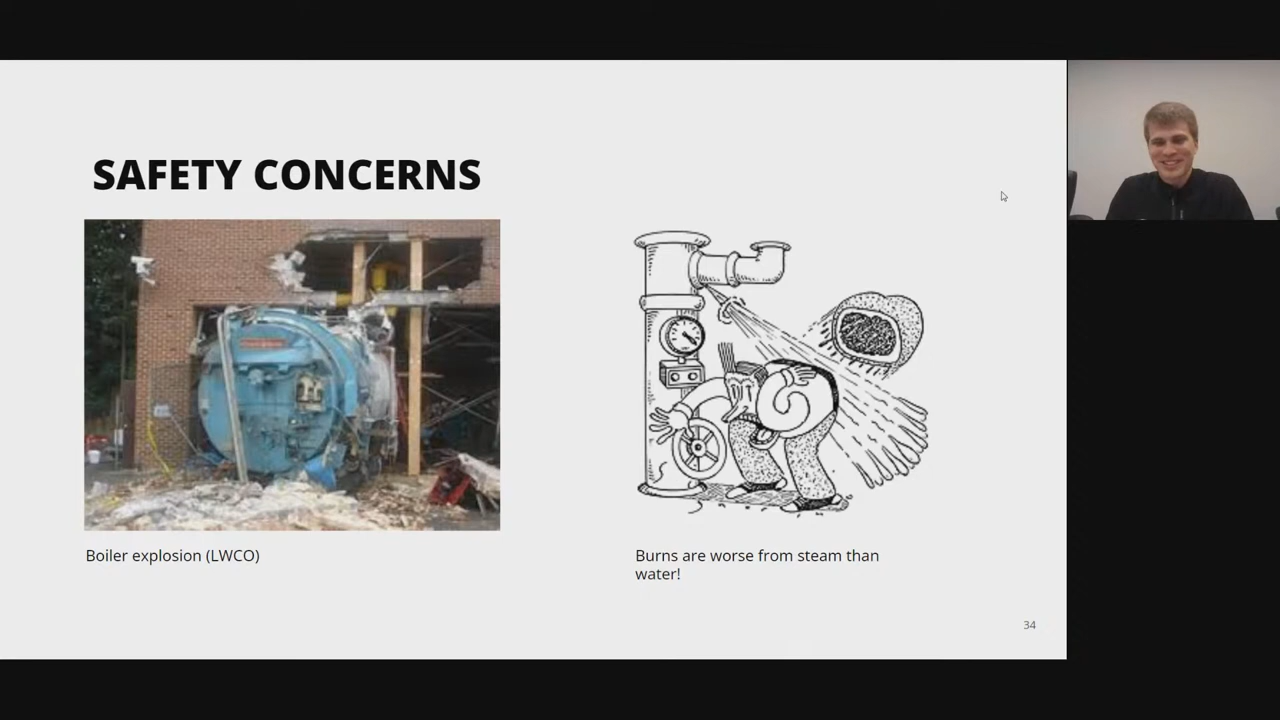 SAFETY CONCERNS
Boiler explosion (LWCO)
Burns are worse from steam than
water!
34